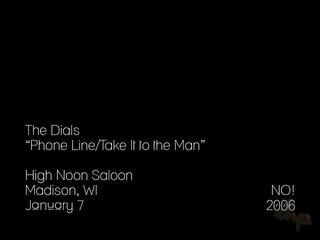 The Dials
“Phone Line/Take It to the Man”
High Noon Saloon
Madison, WI NO!
January 7 2006